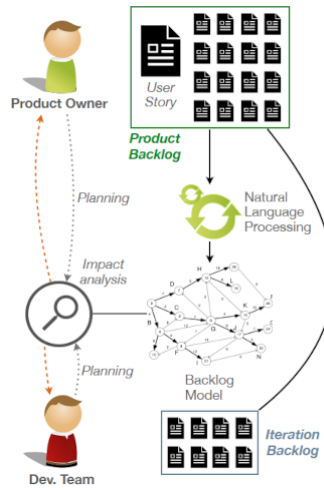 Product Owner
User
Story
Product
Backlog
Planning
Natural
Language
Processing
Impact
analysis
Planning
Backlog
Model
Iteration
Backlog
Dev. Team
D
H
L
C
K
B
G
F
N